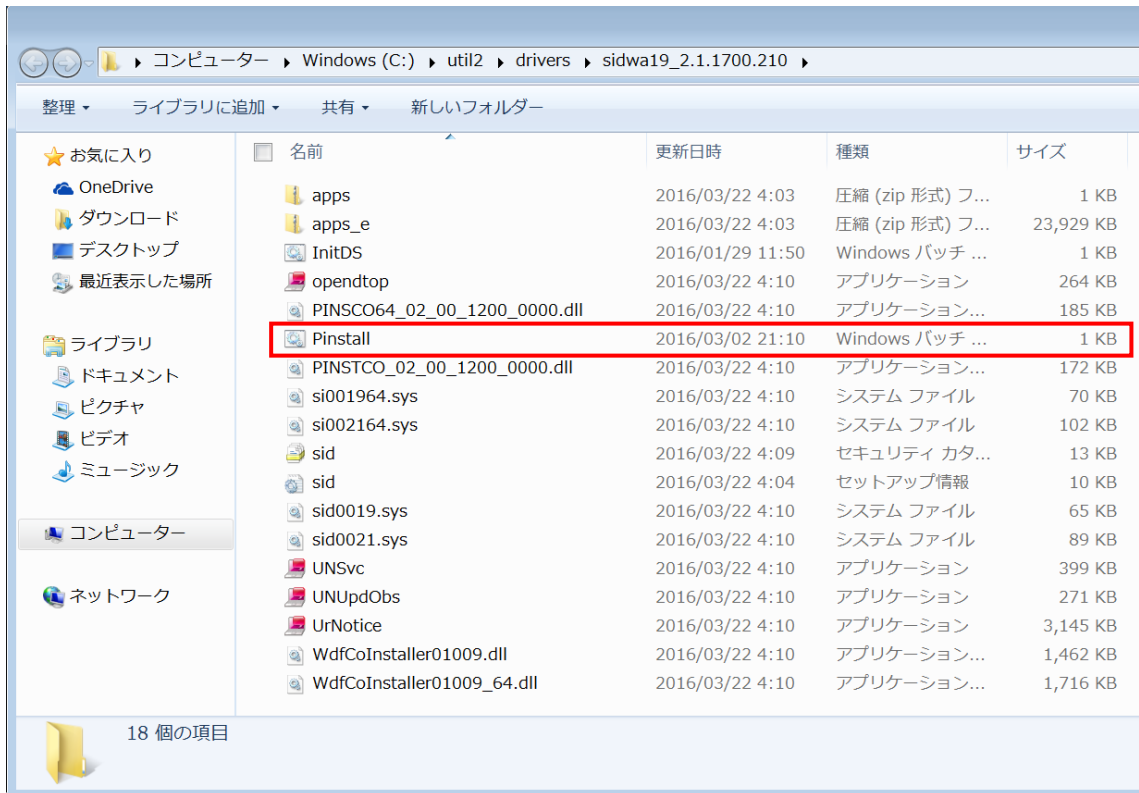 コンピューター Windows (C:) util2 drivers sidwa19_2.1.1700.210
整理 ライブラリに追加 共有 新しいフォルダー
お気に入り
OneDrive
ダウンロード
デスクトップ
最近表示した場所
ライブラリ
ドキュメント
ピクチャ
ビデオ
ミュージック
コンピューター
ネットワーク
名前 更新日時 種類 サイズ
apps 2016/03/22 4:03 圧縮 (zip 形式) フ... 1 KB
apps_e 2016/03/22 4:03 圧縮 (zip 形式) フ... 23,929 KB
InitDS 2016/01/29 11:50 Windows バッチ ... 1 KB
opendtop 2016/03/22 4:10 アプリケーション 264 KB
PINSCO64_02_00_1200_0000.dll 2016/03/22 4:10 アプリケーション... 185 KB
Pinstall 2016/03/02 21:10 Windows バッチ ... 1 KB
PINSTCO_02_00_1200_0000.dll 2016/03/22 4:10 アプリケーション... 172 KB
si001964.sys 2016/03/22 4:10 システム ファイル 70 KB
si002164.sys 2016/03/22 4:10 システム ファイル 102 KB
sid 2016/03/22 4:09 セキュリティ カタ... 13 KB
sid 2016/03/22 4:04 セットアップ情報 10 KB
sid0019.sys 2016/03/22 4:10 システム ファイル 65 KB
sid0021.sys 2016/03/22 4:10 システム ファイル 89 KB
UNSvc 2016/03/22 4:10 アプリケーション 399 KB
UNUpdObs 2016/03/22 4:10 アプリケーション 271 KB
UrNotice 2016/03/22 4:10 アプリケーション 3,145 KB
WdfCoInstaller01009.dll 2016/03/22 4:10 アプリケーション... 1,462 KB
WdfCoInstaller01009_64.dll 2016/03/22 4:10 アプリケーション... 1,716 KB
18 個の項目